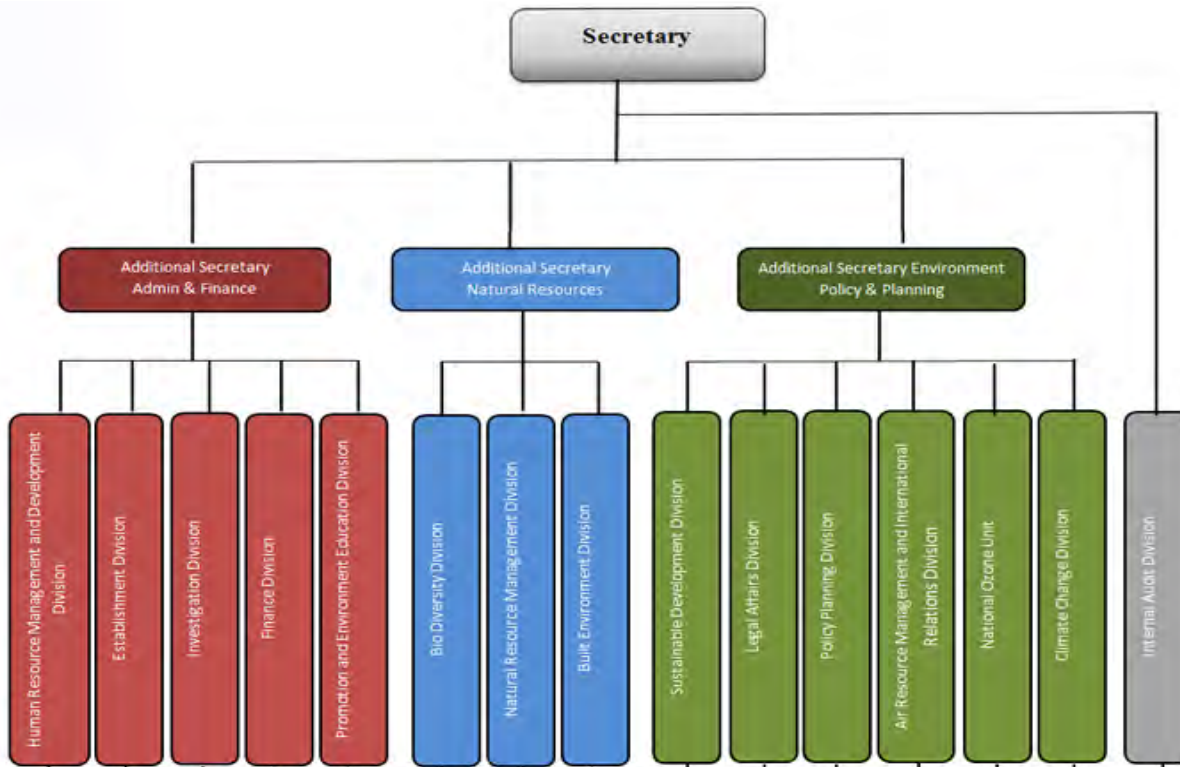 Secretary
Additional Secretary
Admin & Finance
Additional Secretary
Natural Resources
Additional Secretary Environment
Policy & Planning
Human Resource Management and Development
Division
Establishment Division
Investigation Division
Finance Division
Promotion and Environment Education Division
Bio Diversity Division
Natural Resource Management Division
Built Environment Division
Sustainable Development Division
Legal Affairs Division
Policy Planning Division
Air Resource Management and International
Relations Division
National Ozone Unit
Climate Change Division
Internal Audit Division